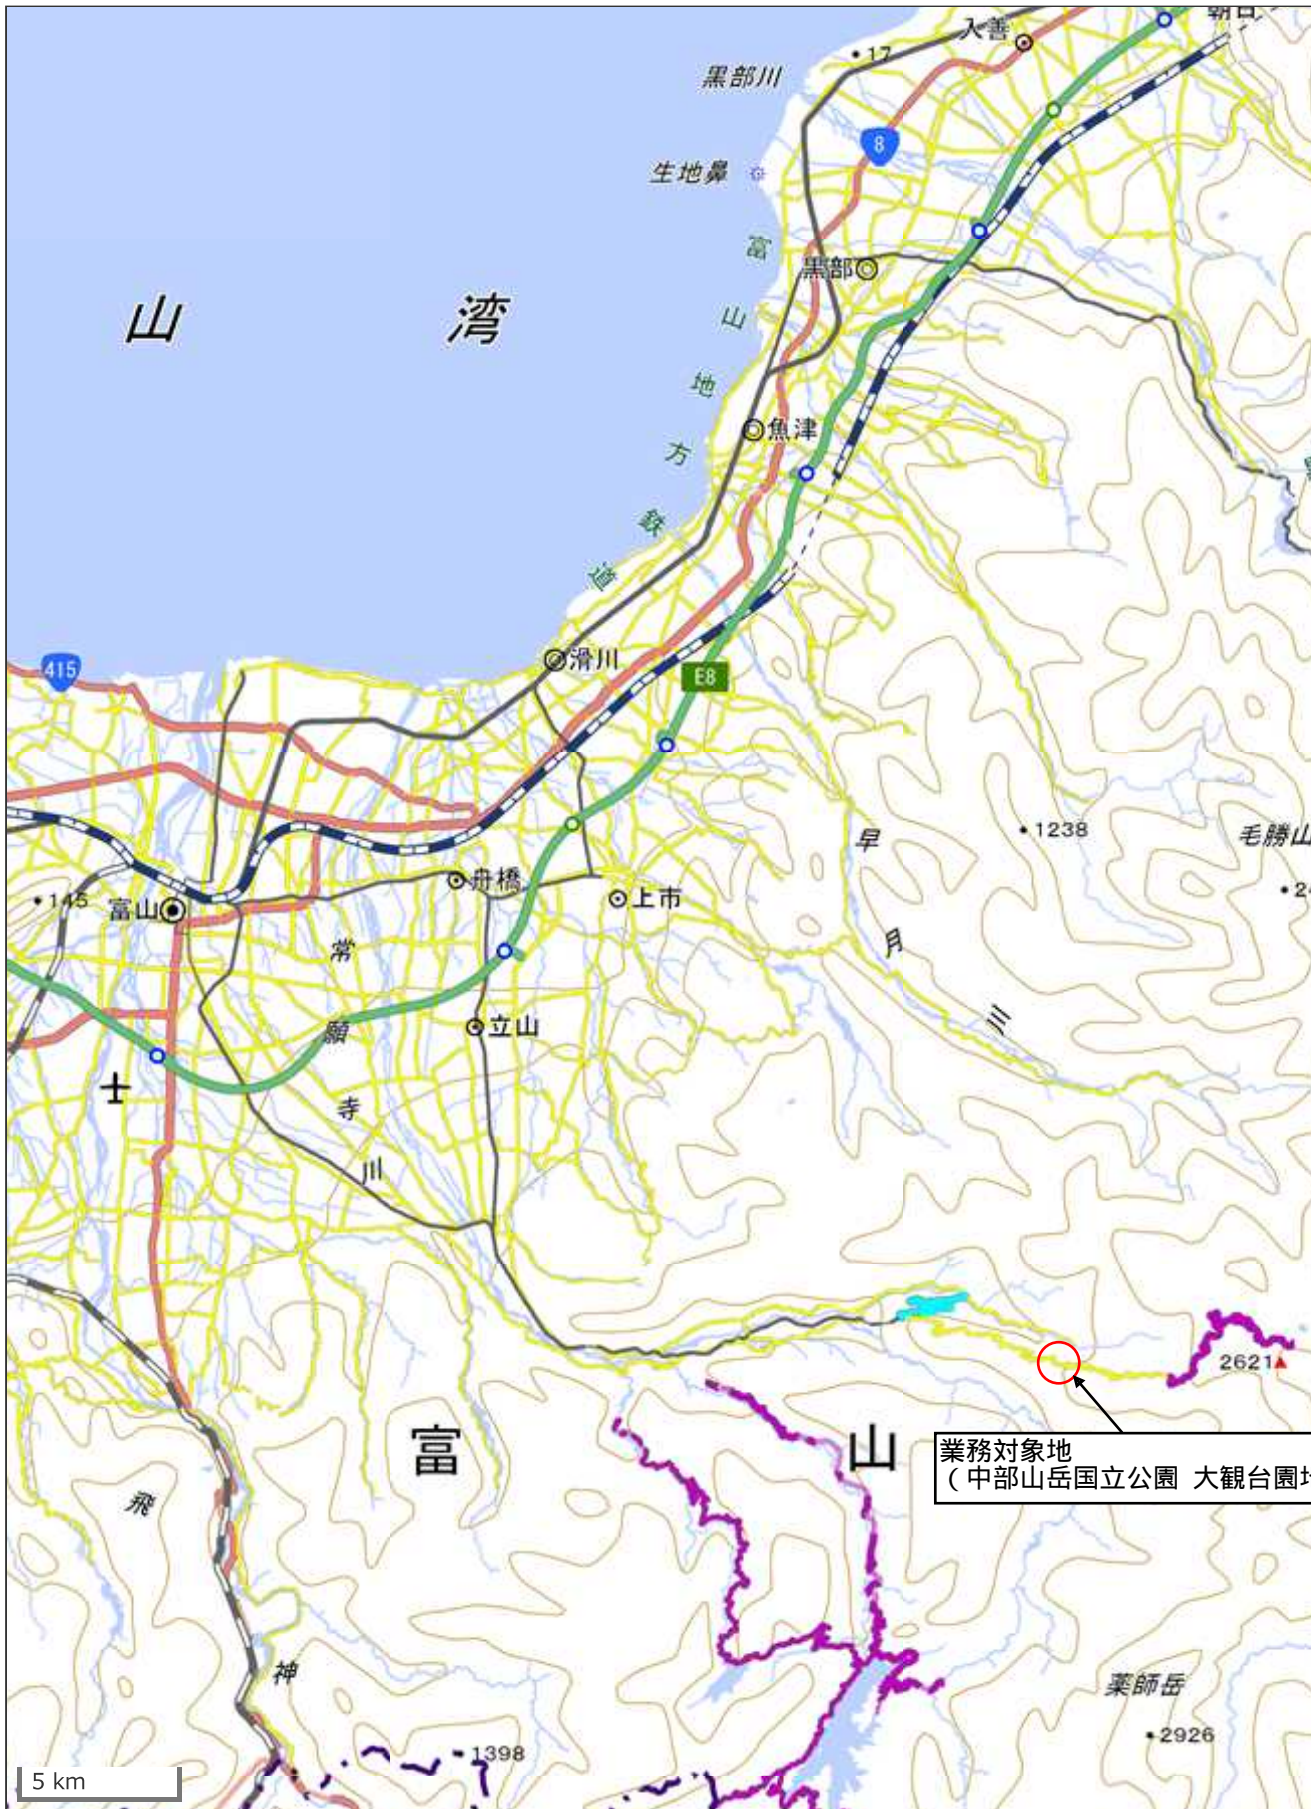 朝日
入善
17
黒部川
8
生地鼻
富山地方鉄道
黒部
山 湾
魚津
滑川
415
E8
早月川
1238
毛勝山
舟橋
145
富山
上市
常願寺川
立山
2621
富 山
業務対象地
（中部山岳国立公園 大観台園地
飛
神
薬師岳
2926
1398
5 km